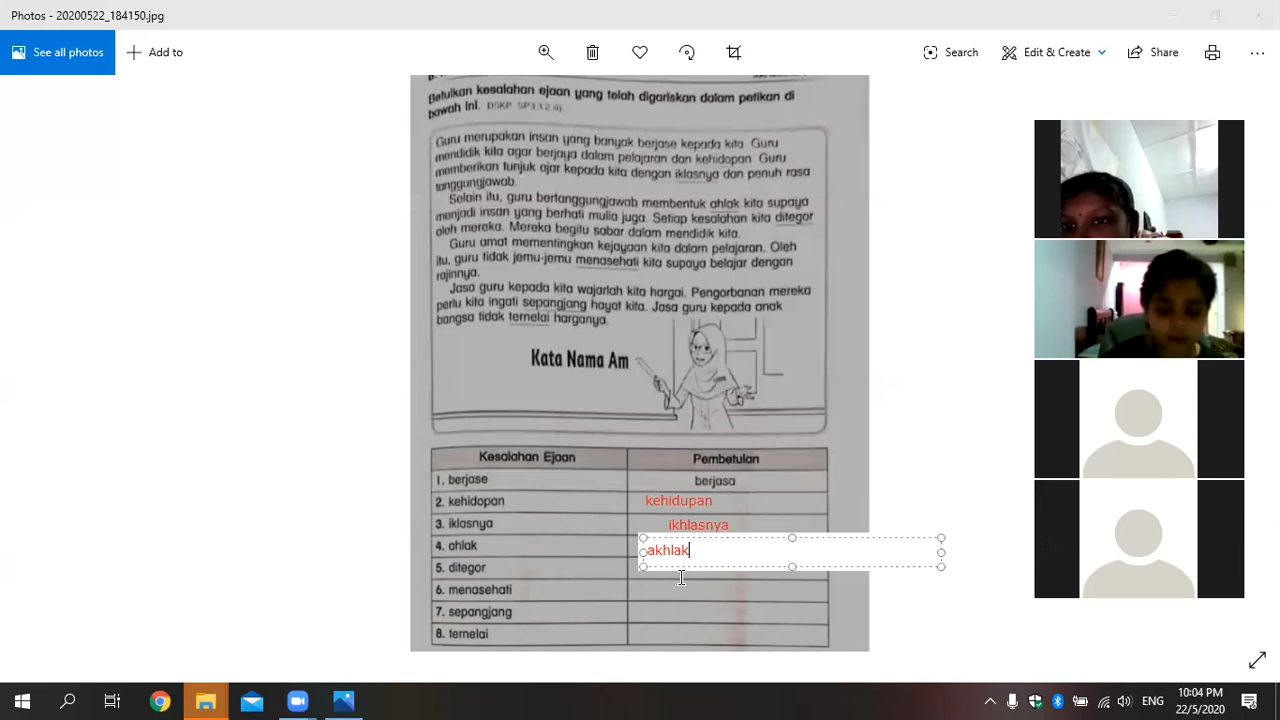 Photos - 20200522_184150.jpg
See all photos
Add to
Search
Edit & Create
Share
Betulkan kesalahan ejaan yang telah digariskan dalam petikan di
bawah ini.
Guru merupakan insan yang banyak berjase kepada kita. Guru
mendidik kita agar berjaya dalam pelajaran dan kehidopan. Guru
memberikan tunjuk ajar kepada kita dengan iklasnya dan penuh rasa
tanggungjawab.
Selain itu, guru bertanggungjawab membentuk ahlak kita supaya
menjadi insan yang berhati mulia juga. Setiap kesalahan kita ditegor
oleh mereka. Mereka begitu sabar dalam mendidik kita.
Guru amat mementingkan kejayaan kita dalam pelajaran. Oleh
itu, guru tidak jemu-jemu menasehati kita supaya belajar dengan
rajinnya.
Jasa guru kepada kita wajarlah kita hargai. Pengorbanan mereka
perlu kita ingati sepangjang hayat kita. Jasa guru kepada anak
bangsa tidak ternelai harganya.
Kata Nama Am
Kesalahan Ejaan Pembetulan
1. berjase berjasa
2. kehidopan kehidupan
3. iklasnya ikhlasnya
4. ahlak akhlak
5. ditegor
6. menasehati
7. sepangjang
8. ternelai
ENG
10:04 PM
22/5/2020